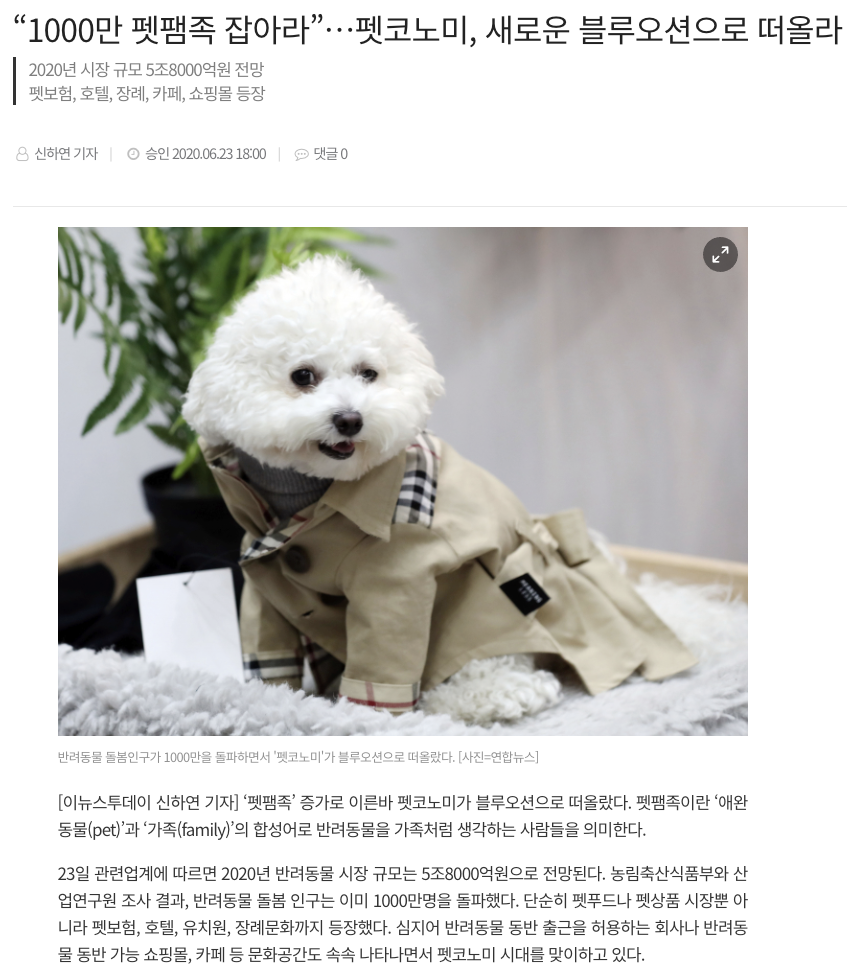 “1000만 펫팸족 잡아라”…펫코노미, 새로운 블루오션으로 떠올라
2020년 시장 규모 5조8000억원 전망
펫보험, 호텔, 장례, 카페, 쇼핑몰 등장
신하연 기자 | 승인 2020.06.23 18:00 | 댓글 0
반려동물 돌봄인구가 1000만을 돌파하면서 '펫코노미'가 블루오션으로 떠올랐다. [사진=연합뉴스]
[이뉴스투데이 신하연 기자] ‘펫팸족’ 증가로 이른바 펫코노미가 블루오션으로 떠올랐다. 펫팸족이란 ‘애완
동물(pet)’과 ‘가족(family)’의 합성어로 반려동물을 가족처럼 생각하는 사람들을 의미한다.
23일 관련업계에 따르면 2020년 반려동물 시장 규모는 5조8000억원으로 전망된다. 농림축산식품부와 산
업연구원 조사 결과, 반려동물 돌봄 인구는 이미 1000만명을 돌파했다. 단순히 펫푸드나 펫상품 시장뿐 아
니라 펫보험, 호텔, 유치원, 장례문화까지 등장했다. 심지어 반려동물 동반 출근을 허용하는 회사나 반려동
물 동반 가능 쇼핑몰, 카페 등 문화공간도 속속 나타나면서 펫코노미 시대를 맞이하고 있다.